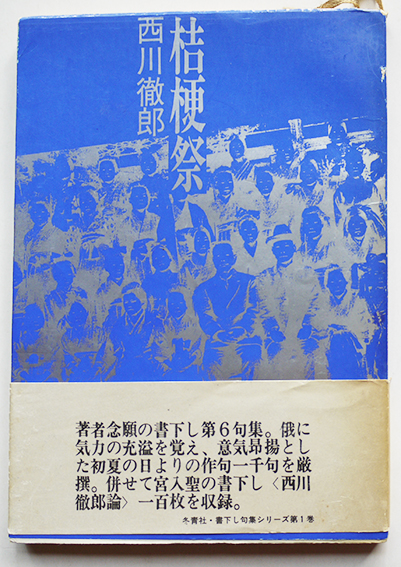 桔梗祭
西川徹郎
著者念願の書下し第6句集。俄に
気力の充溢を覚え、意気昂揚とし
た初夏の日よりの作句一千句を厳
撰。併せて宮入聖の書下し〈西川
徹郎論〉一百枚を収録。
冬青社・書下し句集シリーズ第1巻